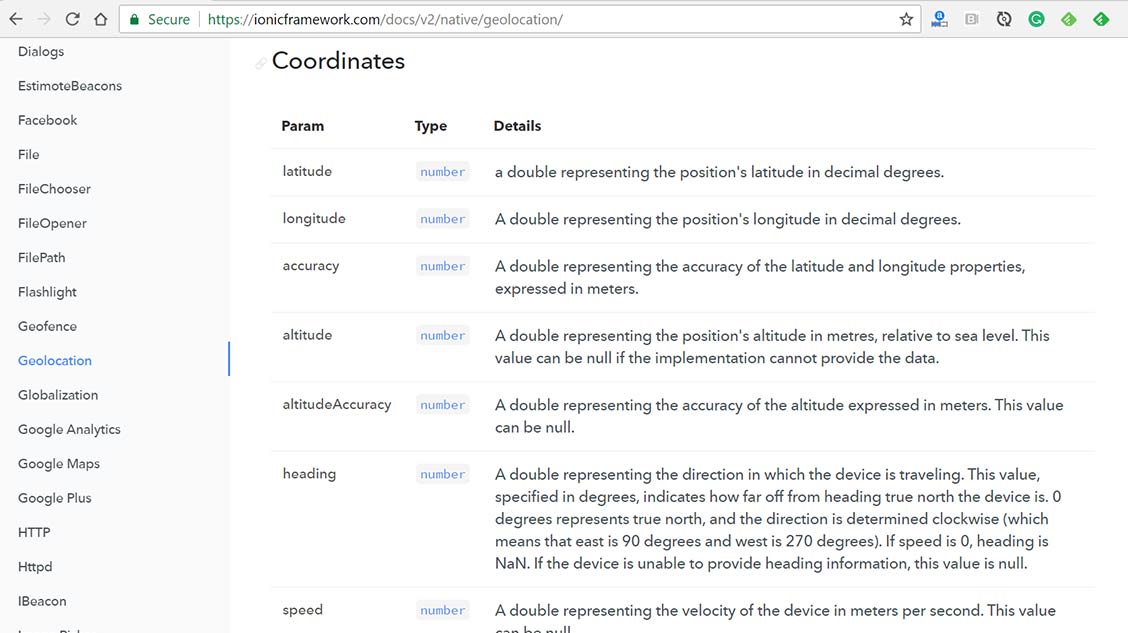 Secure
https://ionicframework.com/docs/v2/native/geolocation/
Dialogs
EstimoteBeacons
Facebook
File
FileChooser
FileOpener
FilePath
Flashlight
Geofence
Geolocation
Globalization
Google Analytics
Google Maps
Google Plus
HTTP
Httpd
IBeacon
Coordinates
Param Type Details
latitude number a double representing the position's latitude in decimal degrees.
longitude number A double representing the position's longitude in decimal degrees.
accuracy number A double representing the accuracy of the latitude and longitude properties,
expressed in meters.
altitude number A double representing the position's altitude in metres, relative to sea level. This
value can be null if the implementation cannot provide the data.
altitudeAccuracy number A double representing the accuracy of the altitude expressed in meters. This value
can be null.
heading number A double representing the direction in which the device is traveling. This value,
specified in degrees, indicates how far off from heading true north the device is. 0
degrees represents true north, and the direction is determined clockwise (which
means that east is 90 degrees and west is 270 degrees). If speed is 0, heading is
NaN. If the device is unable to provide heading information, this value is null.
speed number A double representing the velocity of the device in meters per second. This value
can be null